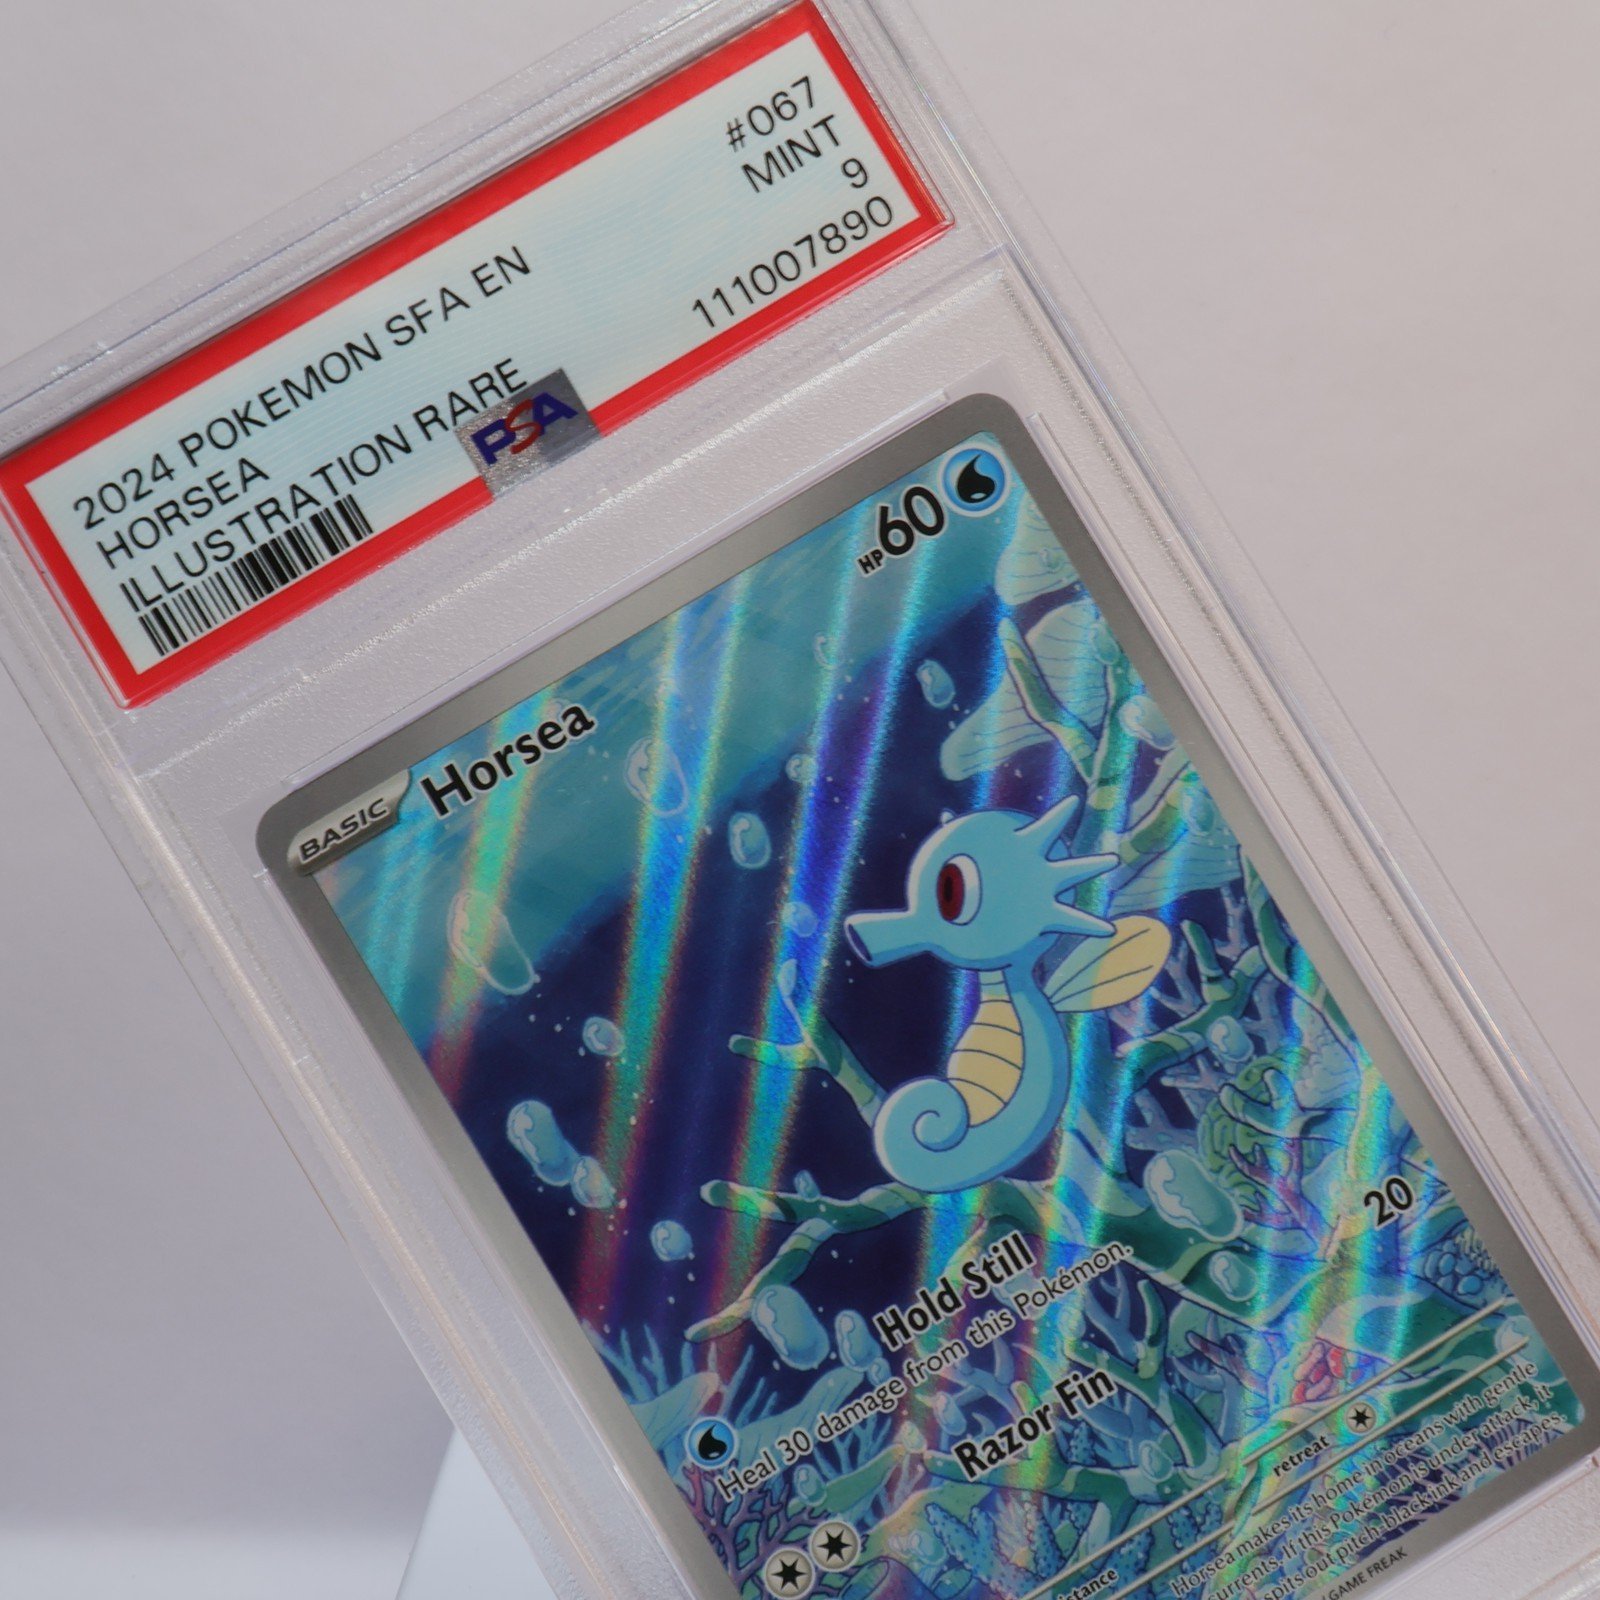 2024 POKEMON SFA EN #067
HORSEA MINT
ILLUSTRATION RARE 9
111007890
PSA
BASIC Horsea HP60
Hold Still
Heal 30 damage from this Pokémon.
Razor Fin 20
retreat
Horsea makes its home in oceans with gentle
currents. If this Pokémon is under attack, it
spits out pitch-black ink and escapes.
GAME FREAK